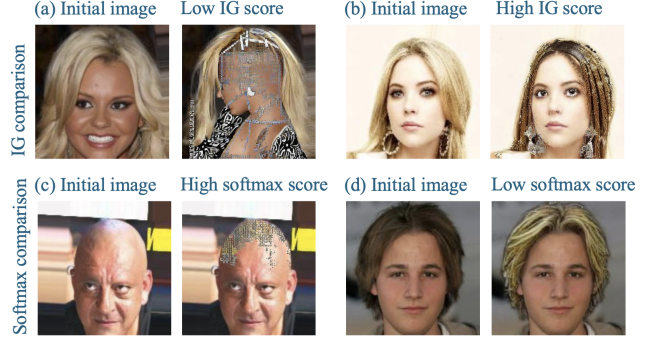 (a) Initial image Low IG score (b) Initial image High IG score
IG comparison
(c) Initial image High softmax score (d) Initial image Low softmax score
Softmax comparison